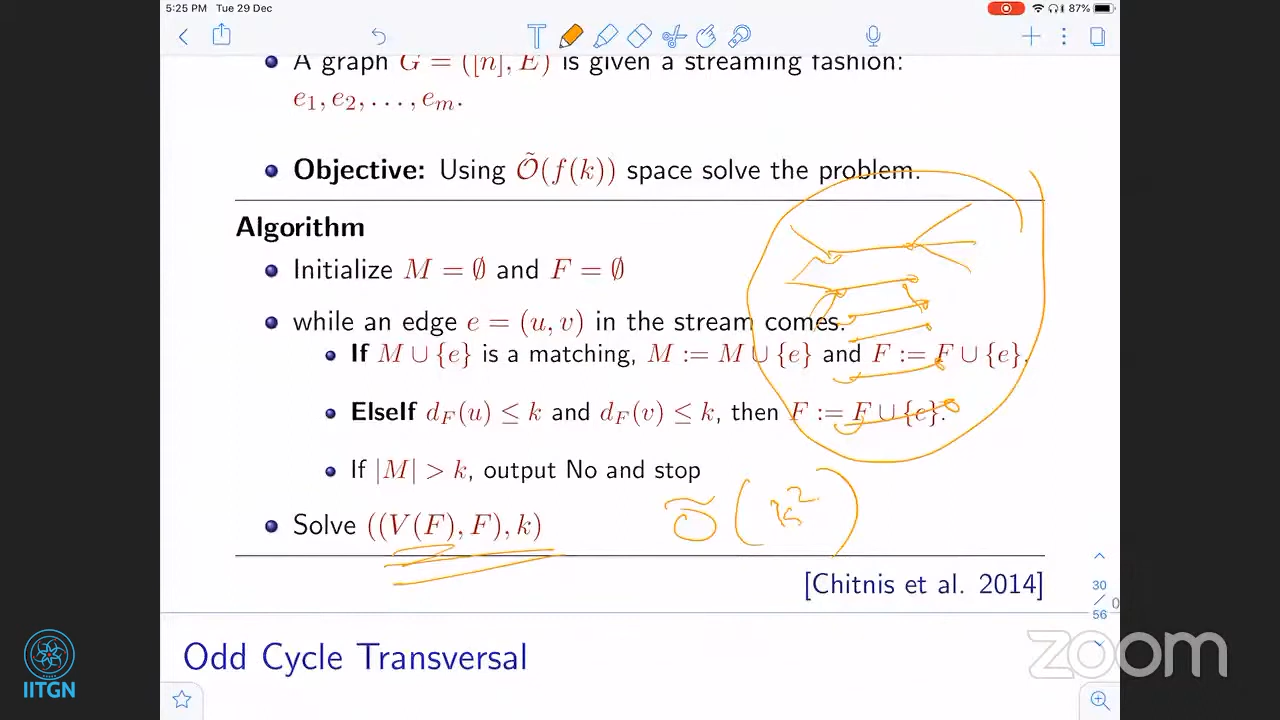 5:25 PM Tue 29 Dec
87%
A graph G = ([n], E) is given a streaming fashion:
e₁, e₂, . . . , eₘ.
Objective: Using Õ(f(k)) space solve the problem.
Algorithm
Initialize M = ∅ and F = ∅
while an edge e = (u, v) in the stream comes.
If M ∪ {e} is a matching, M := M ∪ {e} and F := F ∪ {e}.
ElseIf d_F(u) ≤ k and d_F(v) ≤ k, then F := F ∪ {e}.
If |M| > k, output No and stop
Õ(k²)
Solve ((V(F), F), k)
[Chitnis et al. 2014]
30
/ 0
56
Odd Cycle Transversal
zoom
IITGN